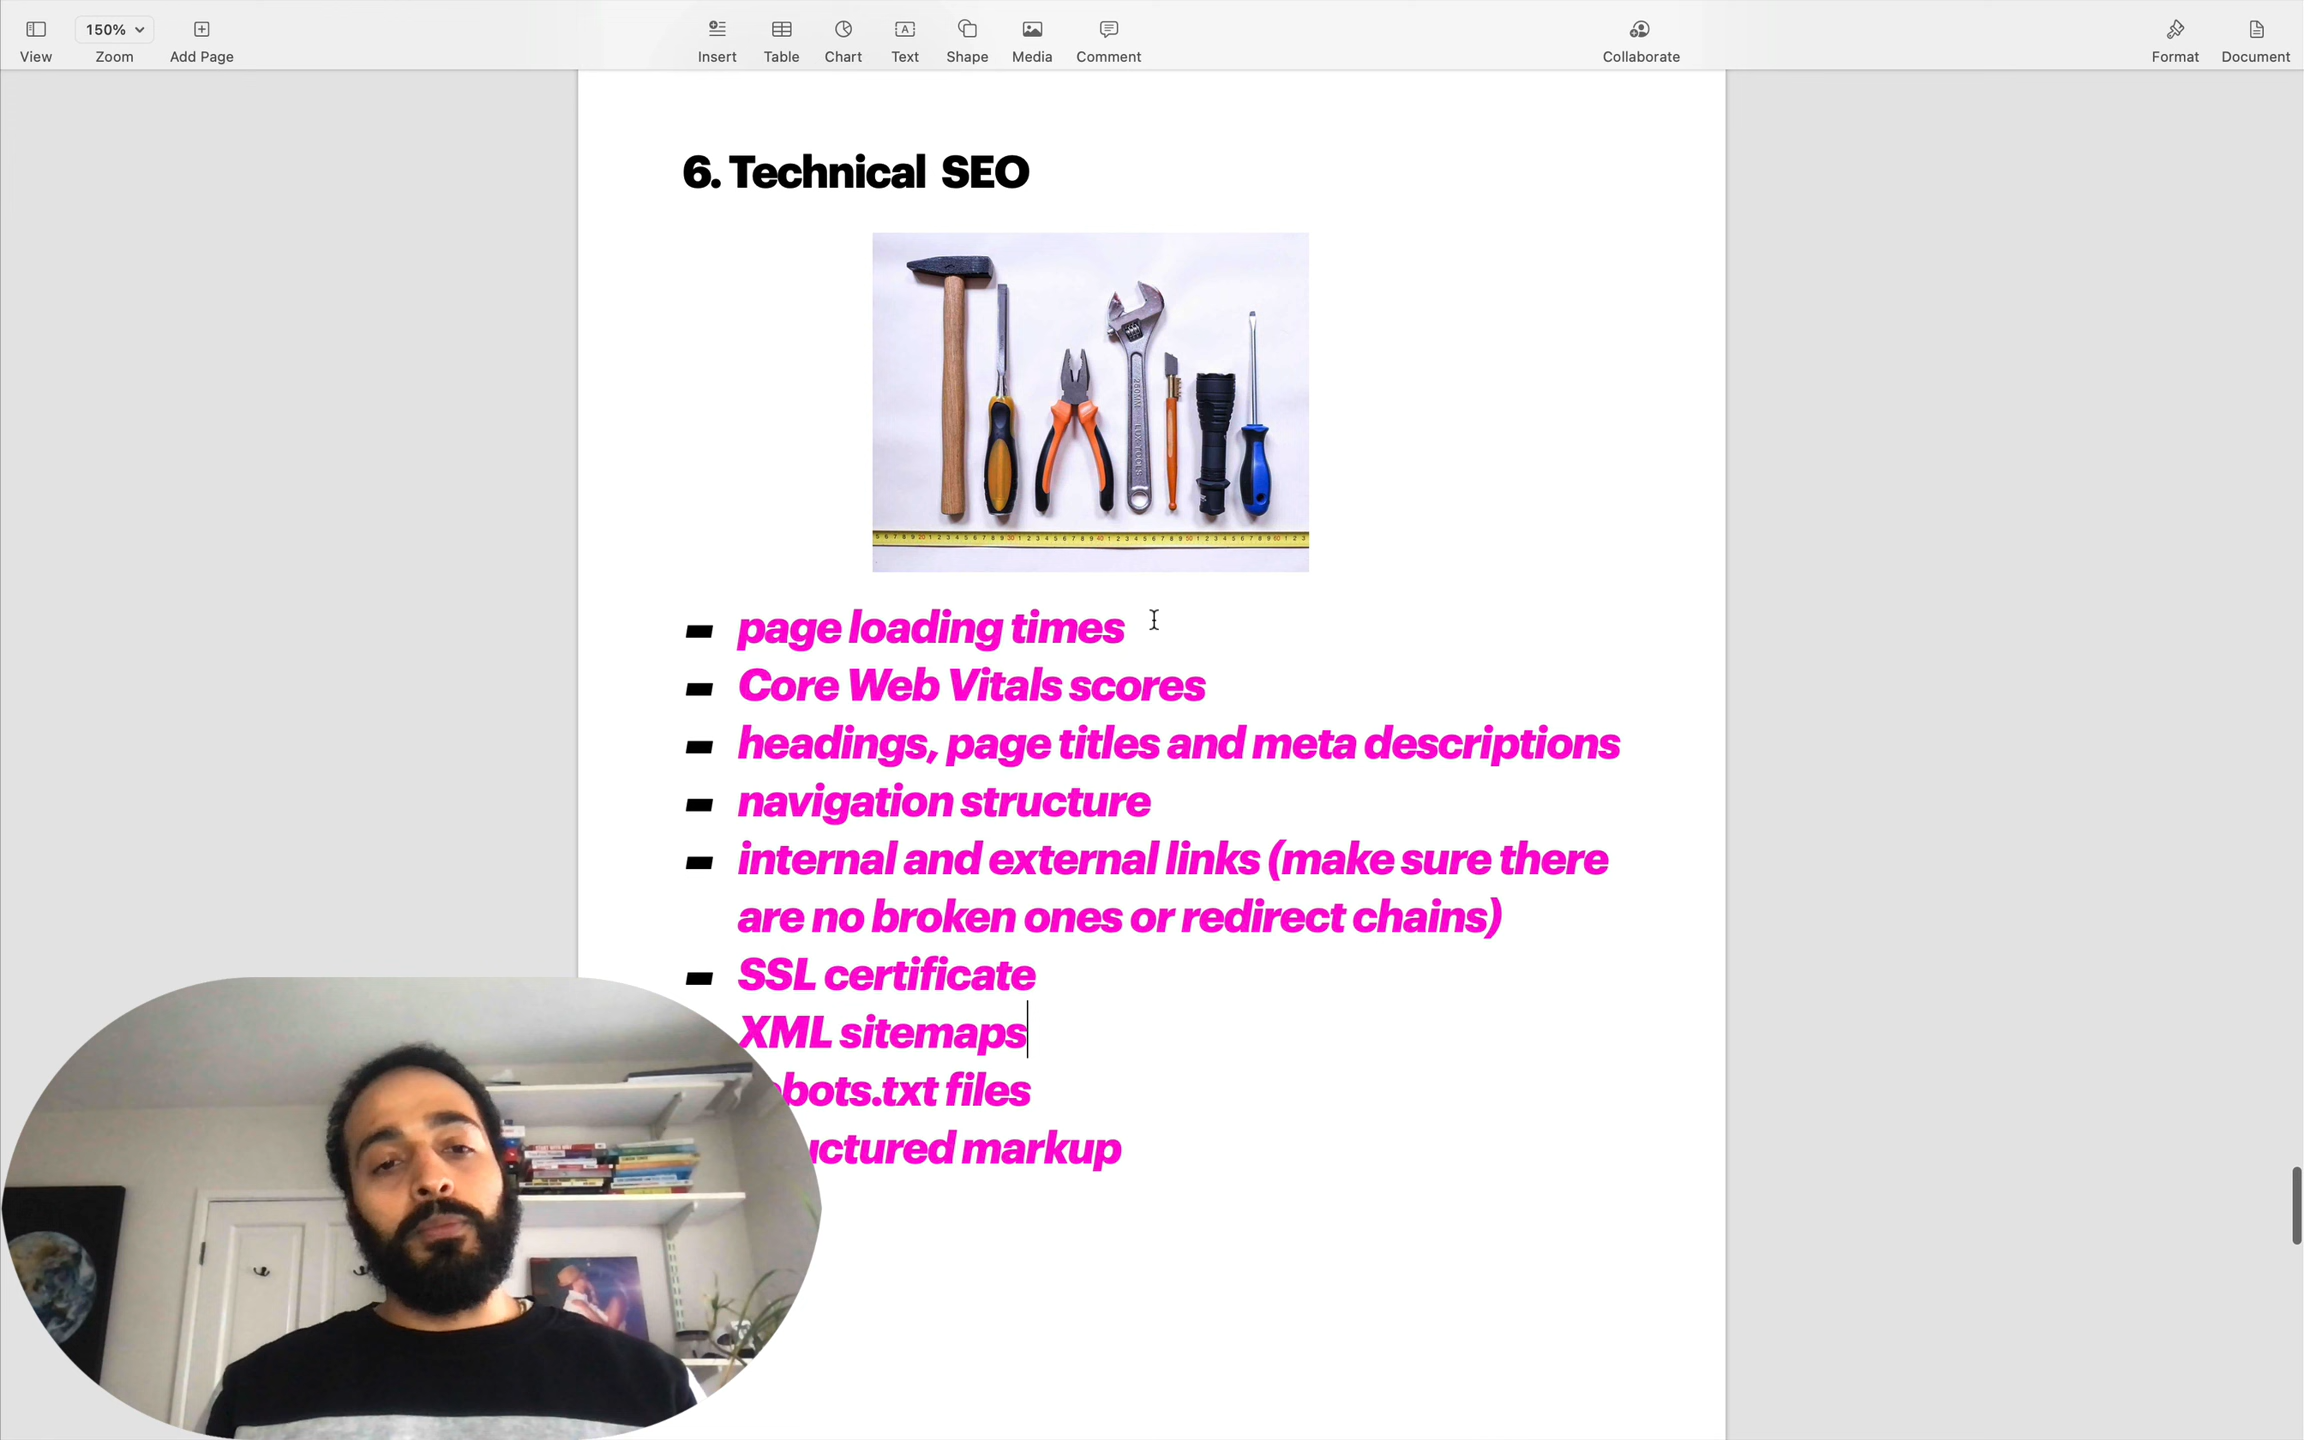 150%
View
Zoom
Add Page
Insert
Table
Chart
Text
Shape
Media
Comment
Collaborate
Format
Document
6. Technical SEO
- page loading times
- Core Web Vitals scores
- headings, page titles and meta descriptions
- navigation structure
- internal and external links (make sure there
are no broken ones or redirect chains)
- SSL certificate
XML sitemaps
obots.txt files
uctured markup